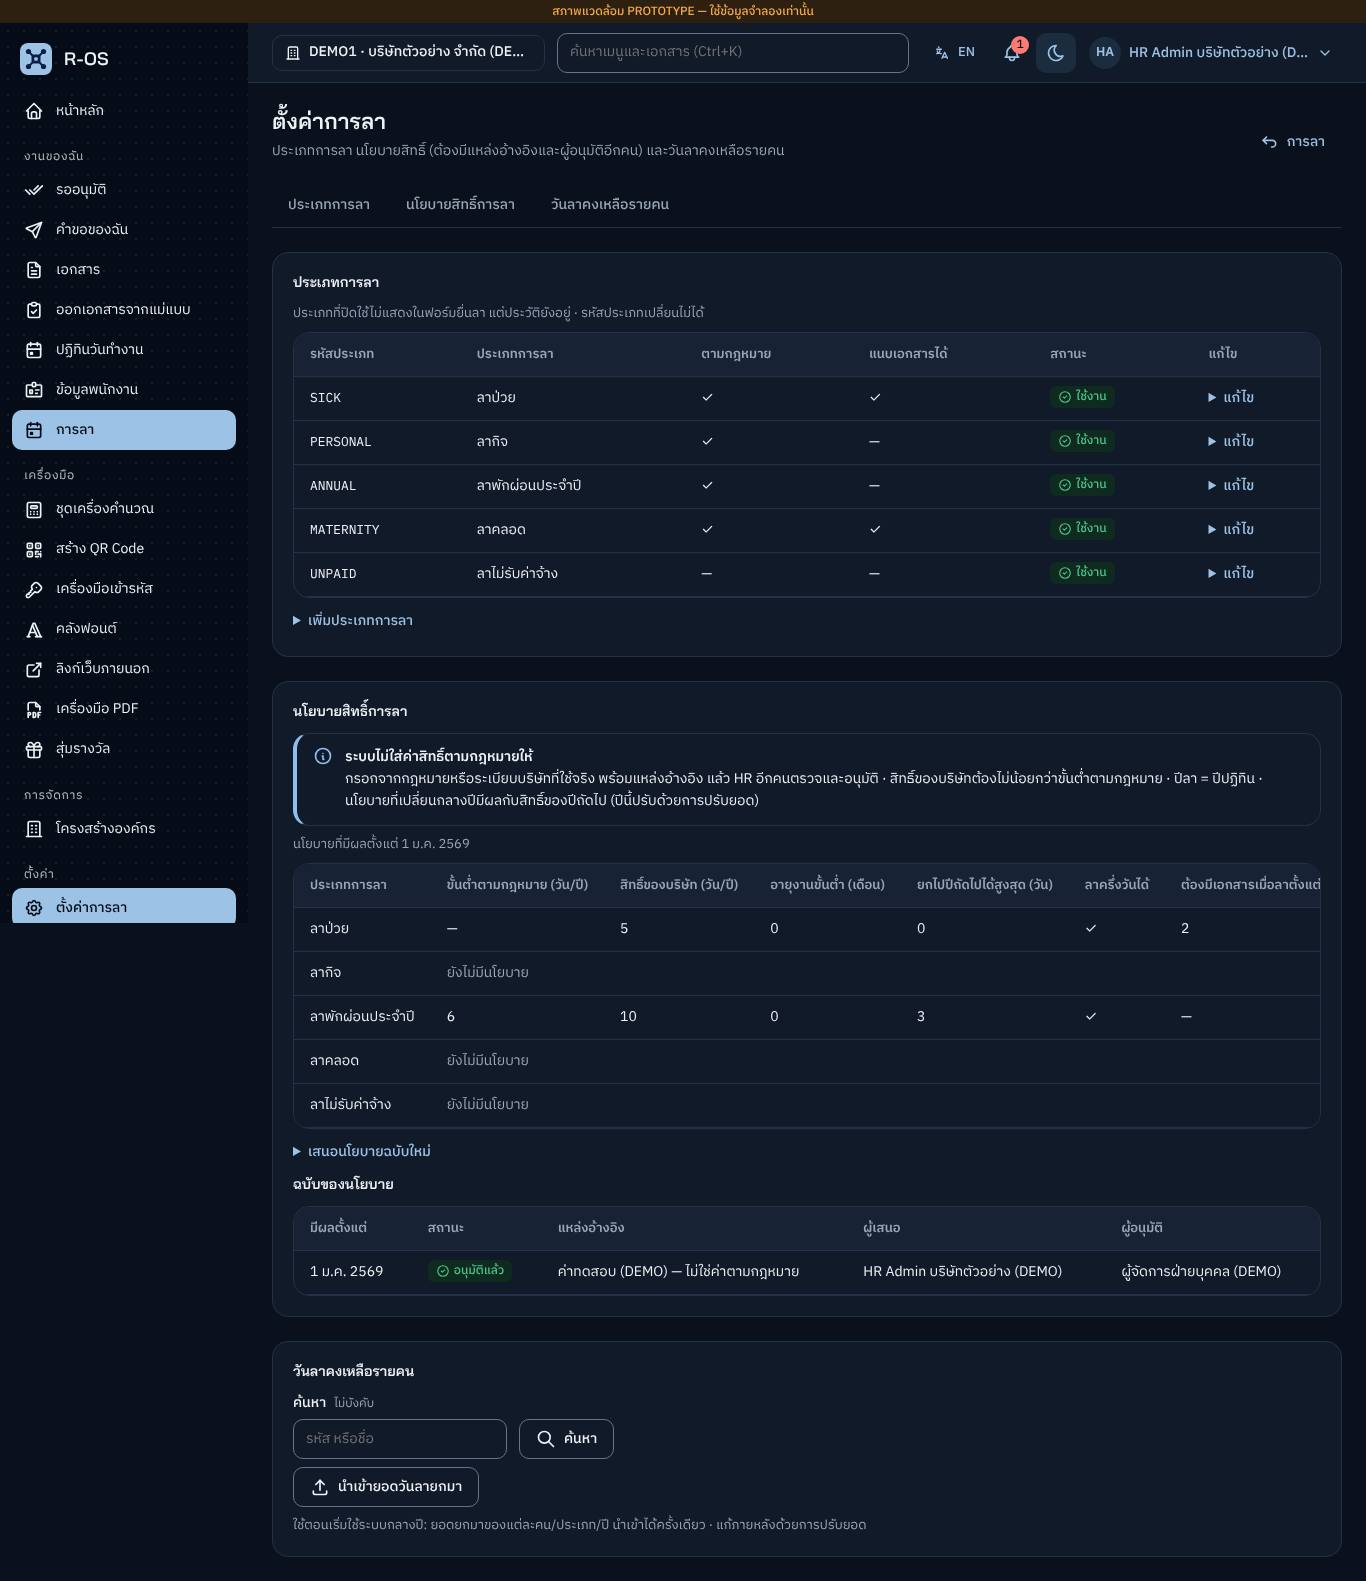 สภาพแวดล้อม PROTOTYPE — ใช้ข้อมูลจำลองเท่านั้น
R-OS
DEMO1 · บริษัทตัวอย่าง จำกัด (DE...
ค้นหาเมนูและเอกสาร (Ctrl+K)
EN
1
HA
HR Admin บริษัทตัวอย่าง (D...
หน้าหลัก
งานของฉัน
รออนุมัติ
คำขอของฉัน
เอกสาร
ออกเอกสารจากแม่แบบ
ปฏิทินวันทำงาน
ข้อมูลพนักงาน
การลา
เครื่องมือ
ชุดเครื่องคำนวณ
สร้าง QR Code
เครื่องมือเข้ารหัส
คลังฟอนต์
ลิงก์เว็บภายนอก
เครื่องมือ PDF
สุ่มรางวัล
การจัดการ
โครงสร้างองค์กร
ตั้งค่า
ตั้งค่าการลา
ตั้งค่าการลา
ประเภทการลา นโยบายสิทธิ์ (ต้องมีแหล่งอ้างอิงและผู้อนุมัติอีกคน) และวันลาคงเหลือรายคน
การลา
ประเภทการลา นโยบายสิทธิ์การลา วันลาคงเหลือรายคน
ประเภทการลา
ประเภทที่ปิดใช้ไม่แสดงในฟอร์มยื่นลา แต่ประวัติยังอยู่ · รหัสประเภทเปลี่ยนไม่ได้
รหัสประเภท ประเภทการลา ตามกฎหมาย แนบเอกสารได้ สถานะ แก้ไข
SICK ลาป่วย ✓ ✓ ใช้งาน ▶ แก้ไข
PERSONAL ลากิจ ✓ — ใช้งาน ▶ แก้ไข
ANNUAL ลาพักผ่อนประจำปี ✓ — ใช้งาน ▶ แก้ไข
MATERNITY ลาคลอด ✓ ✓ ใช้งาน ▶ แก้ไข
UNPAID ลาไม่รับค่าจ้าง — — ใช้งาน ▶ แก้ไข
▶ เพิ่มประเภทการลา
นโยบายสิทธิ์การลา
ระบบไม่ใส่ค่าสิทธิ์ตามกฎหมายให้
กรอกจากกฎหมายหรือระเบียบบริษัทที่ใช้จริง พร้อมแหล่งอ้างอิง แล้ว HR อีกคนตรวจและอนุมัติ · สิทธิ์ของบริษัทต้องไม่น้อยกว่าขั้นต่ำตามกฎหมาย · ปีลา = ปีปฏิทิน ·
นโยบายที่เปลี่ยนกลางปีมีผลกับสิทธิ์ของปีถัดไป (ปีนี้ปรับด้วยการปรับยอด)
นโยบายที่มีผลตั้งแต่ 1 ม.ค. 2569
ประเภทการลา ขั้นต่ำตามกฎหมาย (วัน/ปี) สิทธิ์ของบริษัท (วัน/ปี) อายุงานขั้นต่ำ (เดือน) ยกไปปีถัดไปได้สูงสุด (วัน) ลาครึ่งวันได้ ต้องมีเอกสารเมื่อลาตั้งแต่
ลาป่วย — 5 0 0 ✓ 2
ลากิจ ยังไม่มีนโยบาย
ลาพักผ่อนประจำปี 6 10 0 3 ✓ —
ลาคลอด ยังไม่มีนโยบาย
ลาไม่รับค่าจ้าง ยังไม่มีนโยบาย
▶ เสนอนโยบายฉบับใหม่
ฉบับของนโยบาย
มีผลตั้งแต่ สถานะ แหล่งอ้างอิง ผู้เสนอ ผู้อนุมัติ
1 ม.ค. 2569 อนุมัติแล้ว ค่าทดสอบ (DEMO) — ไม่ใช่ค่าตามกฎหมาย HR Admin บริษัทตัวอย่าง (DEMO) ผู้จัดการฝ่ายบุคคล (DEMO)
วันลาคงเหลือรายคน
ค้นหา ไม่บังคับ
รหัส หรือชื่อ
ค้นหา
นำเข้ายอดวันลายกมา
ใช้ตอนเริ่มใช้ระบบกลางปี: ยอดยกมาของแต่ละคน/ประเภท/ปี นำเข้าได้ครั้งเดียว · แก้ภายหลังด้วยการปรับยอด